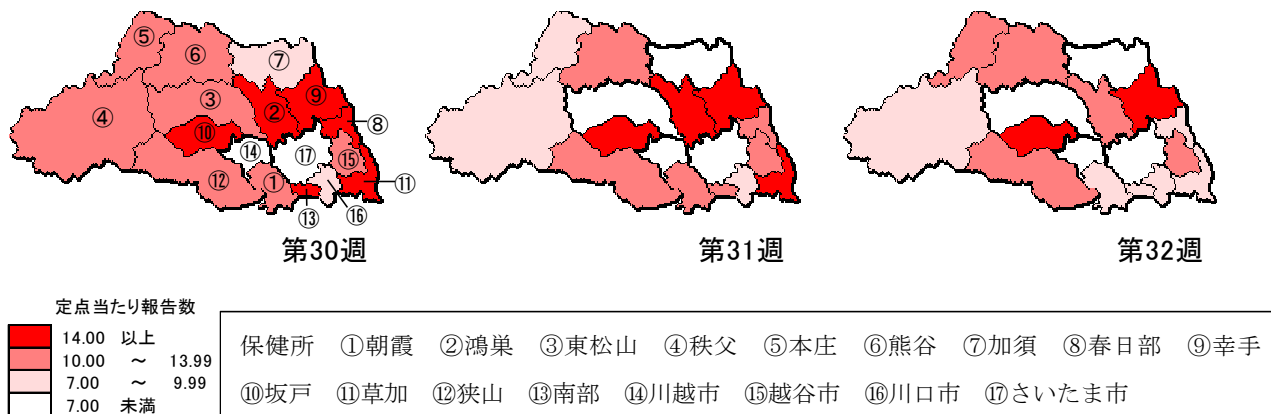 ⑤
⑥
⑦
④
③
②
⑨
⑧
⑩
⑭
⑰
⑮
⑫
①
⑪
⑬
⑯
第30週
第31週
第32週
定点当たり報告数
14.00 以上
10.00 ～ 13.99
7.00 ～ 9.99
7.00 未満
保健所 ①朝霞 ②鴻巣 ③東松山 ④秩父 ⑤本庄 ⑥熊谷 ⑦加須 ⑧春日部 ⑨幸手
⑩坂戸 ⑪草加 ⑫狭山 ⑬南部 ⑭川越市 ⑮越谷市 ⑯川口市 ⑰さいたま市